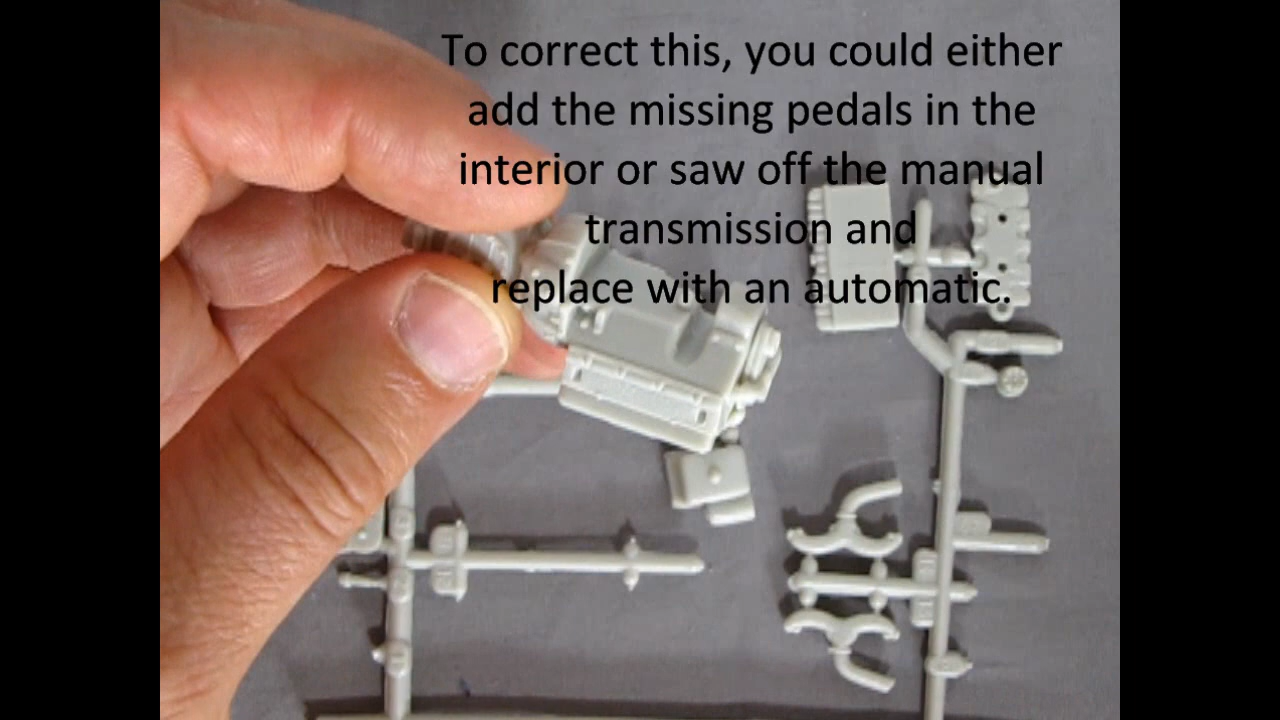 To correct this, you could either
add the missing pedals in the
interior or saw off the manual
transmission and
replace with an automatic.